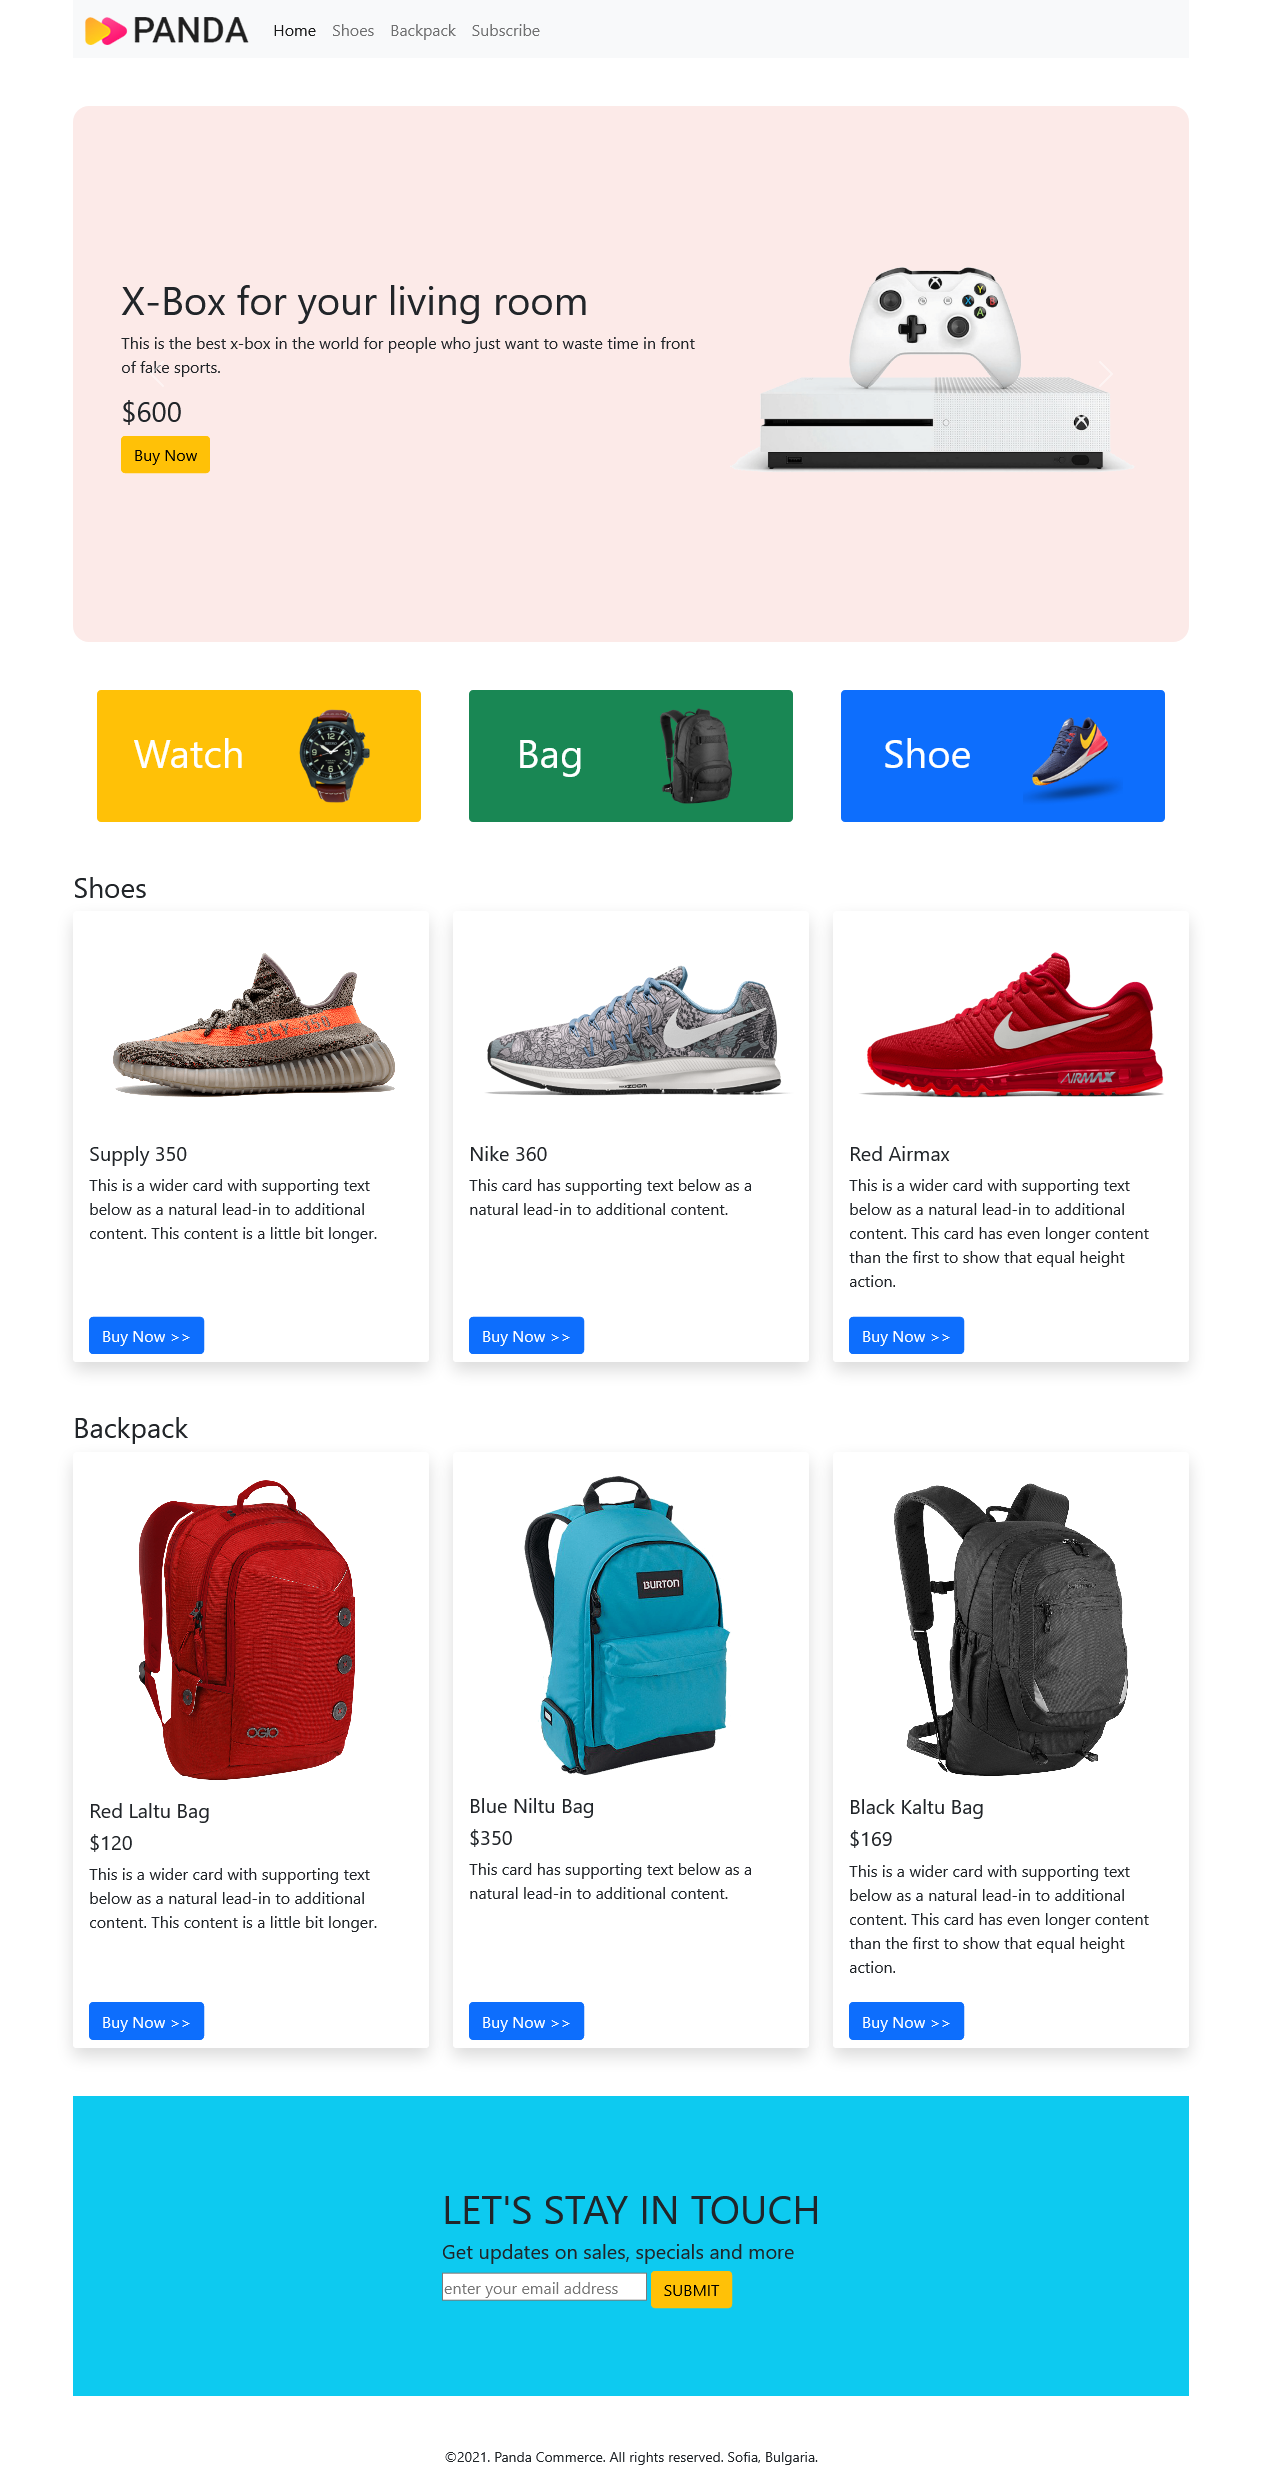 PANDA
Home Shoes Backpack Subscribe
X-Box for your living room
This is the best x-box in the world for people who just want to waste time in front
of fake sports.
$600
Buy Now
Watch
Bag
Shoe
Shoes
SPLY 350
ZOOM
AIRMAX
Supply 350
This is a wider card with supporting text
below as a natural lead-in to additional
content. This content is a little bit longer.
Buy Now >>
Nike 360
This card has supporting text below as a
natural lead-in to additional content.
Buy Now >>
Red Airmax
This is a wider card with supporting text
below as a natural lead-in to additional
content. This card has even longer content
than the first to show that equal height
action.
Buy Now >>
Backpack
OGIO
Red Laltu Bag
$120
This is a wider card with supporting text
below as a natural lead-in to additional
content. This content is a little bit longer.
Buy Now >>
BURTON
Blue Niltu Bag
$350
This card has supporting text below as a
natural lead-in to additional content.
Buy Now >>
Black Kaltu Bag
$169
This is a wider card with supporting text
below as a natural lead-in to additional
content. This card has even longer content
than the first to show that equal height
action.
Buy Now >>
LET'S STAY IN TOUCH
Get updates on sales, specials and more
enter your email address
SUBMIT
©2021. Panda Commerce. All rights reserved. Sofia, Bulgaria.